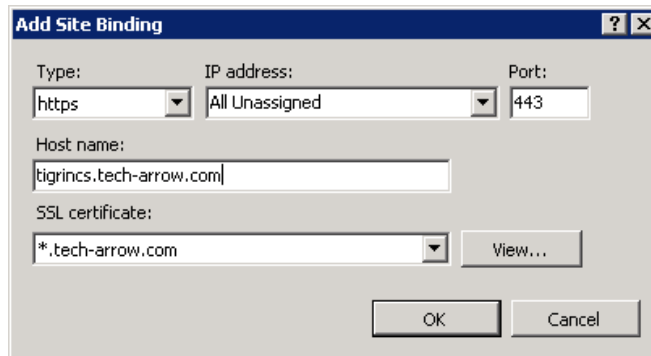 Add Site Binding
Type: IP address: Port:
https All Unassigned 443
Host name:
tigrincs.tech-arrow.com
SSL certificate:
*.tech-arrow.com View...
OK Cancel